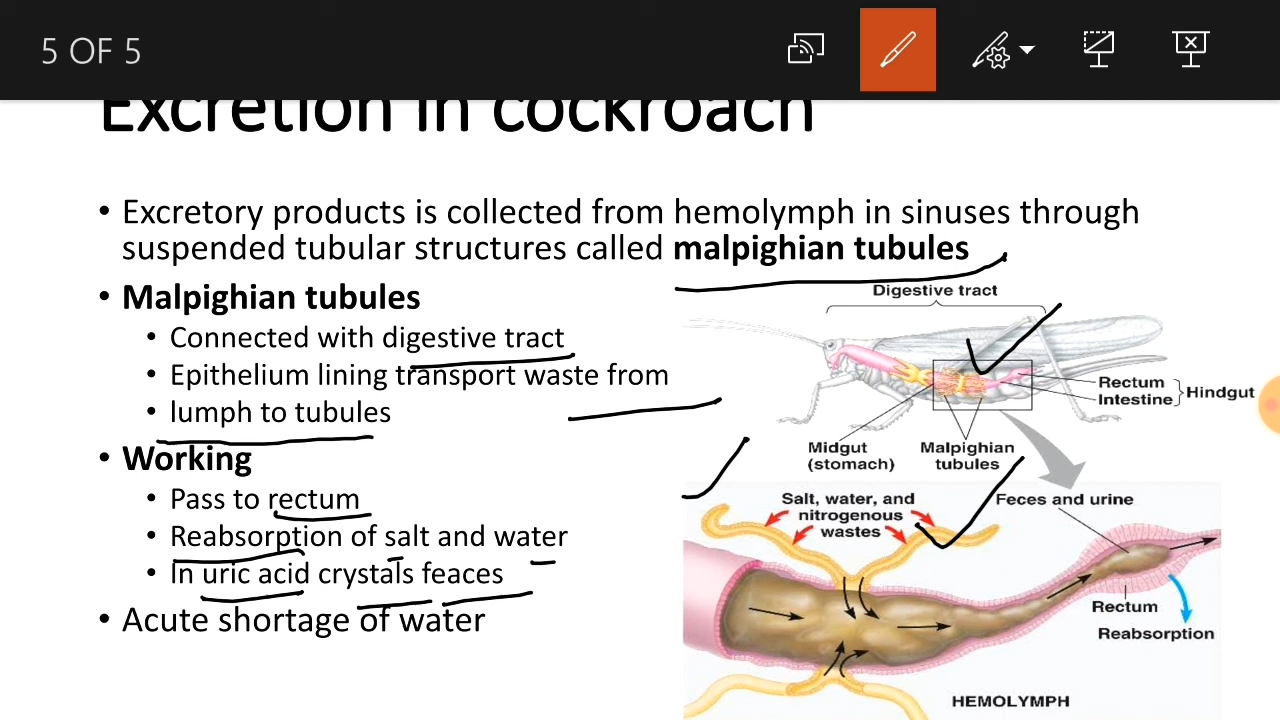 5 OF 5
Excretion in cockroach
• Excretory products is collected from hemolymph in sinuses through
suspended tubular structures called malpighian tubules
• Malpighian tubules
• Connected with digestive tract
• Epithelium lining transport waste from
• lumph to tubules
• Working
• Pass to rectum
• Reabsorption of salt and water
• In uric acid crystals feaces
• Acute shortage of water
Digestive tract
Rectum
Intestine
Hindgut
Midgut
(stomach)
Malpighian
tubules
Salt, water, and
nitrogenous
wastes
Feces and urine
Rectum
Reabsorption
HEMOLYMPH